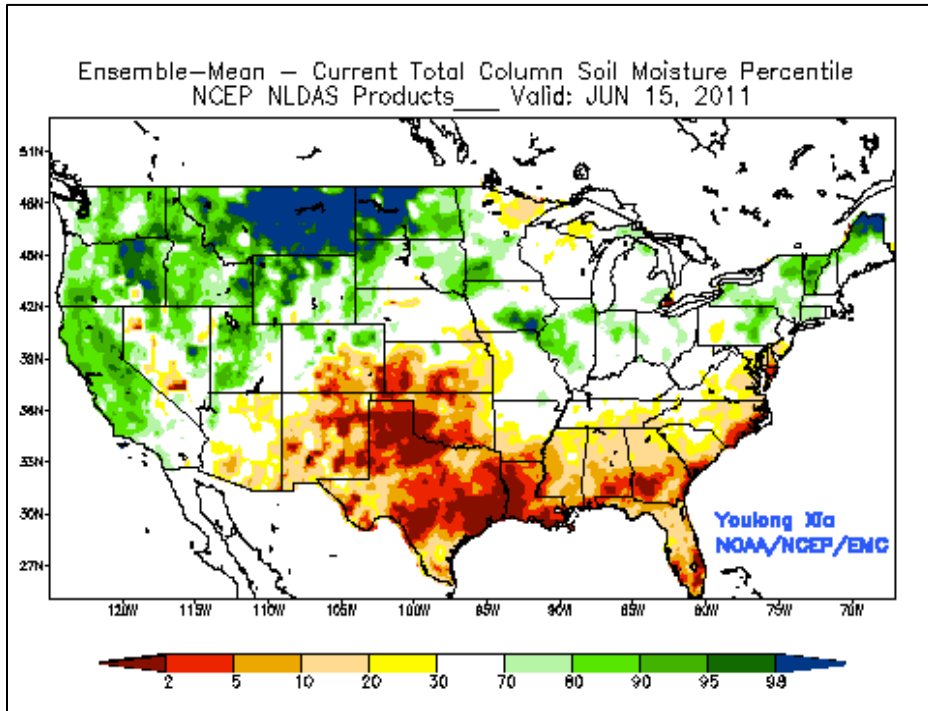 Ensemble-Mean - Current Total Column Soil Moisture Percentile
NCEP NLDAS Products___ Valid: JUN 15, 2011
51N
48N
45N
42N
39N
36N
33N
30N
27N
Youlong Xia
NOAA/NCEP/EMC
120W 115W 110W 105W 100W 95W 90W 85W 80W 75W 70W
2 5 10 20 30 70 80 90 95 98